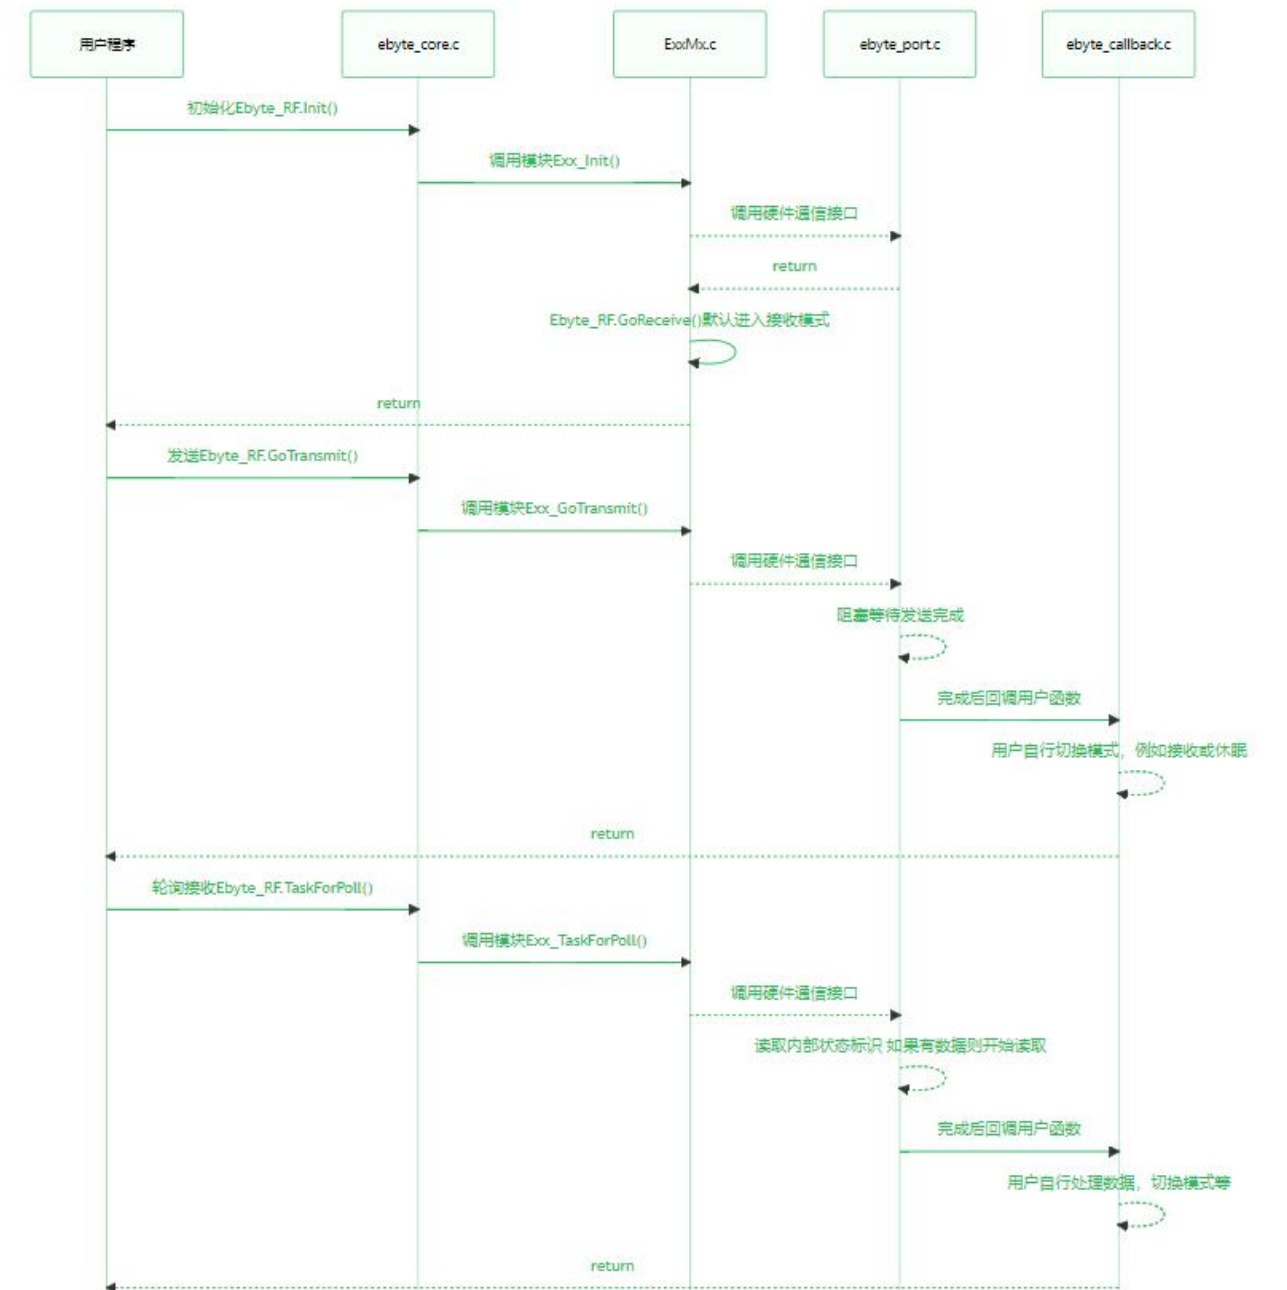 用户程序
ebyte_core.c
ExxMx.c
ebyte_port.c
ebyte_callback.c
初始化Ebyte_RF.Init()
调用模块Exx_Init()
调用硬件通信接口
return
Ebyte_RF.GoReceive()默认进入接收模式
return
发送Ebyte_RF.GoTransmit()
调用模块Exx_GoTransmit()
调用硬件通信接口
阻塞等待发送完成
完成后回调用户函数
用户自行切换模式，例如接收或休眠
return
轮询接收Ebyte_RF.TaskForPoll()
调用模块Exx_TaskForPoll()
调用硬件通信接口
读取内部状态标识 如果有数据则开始读取
完成后回调用户函数
用户自行处理数据，切换模式等
return